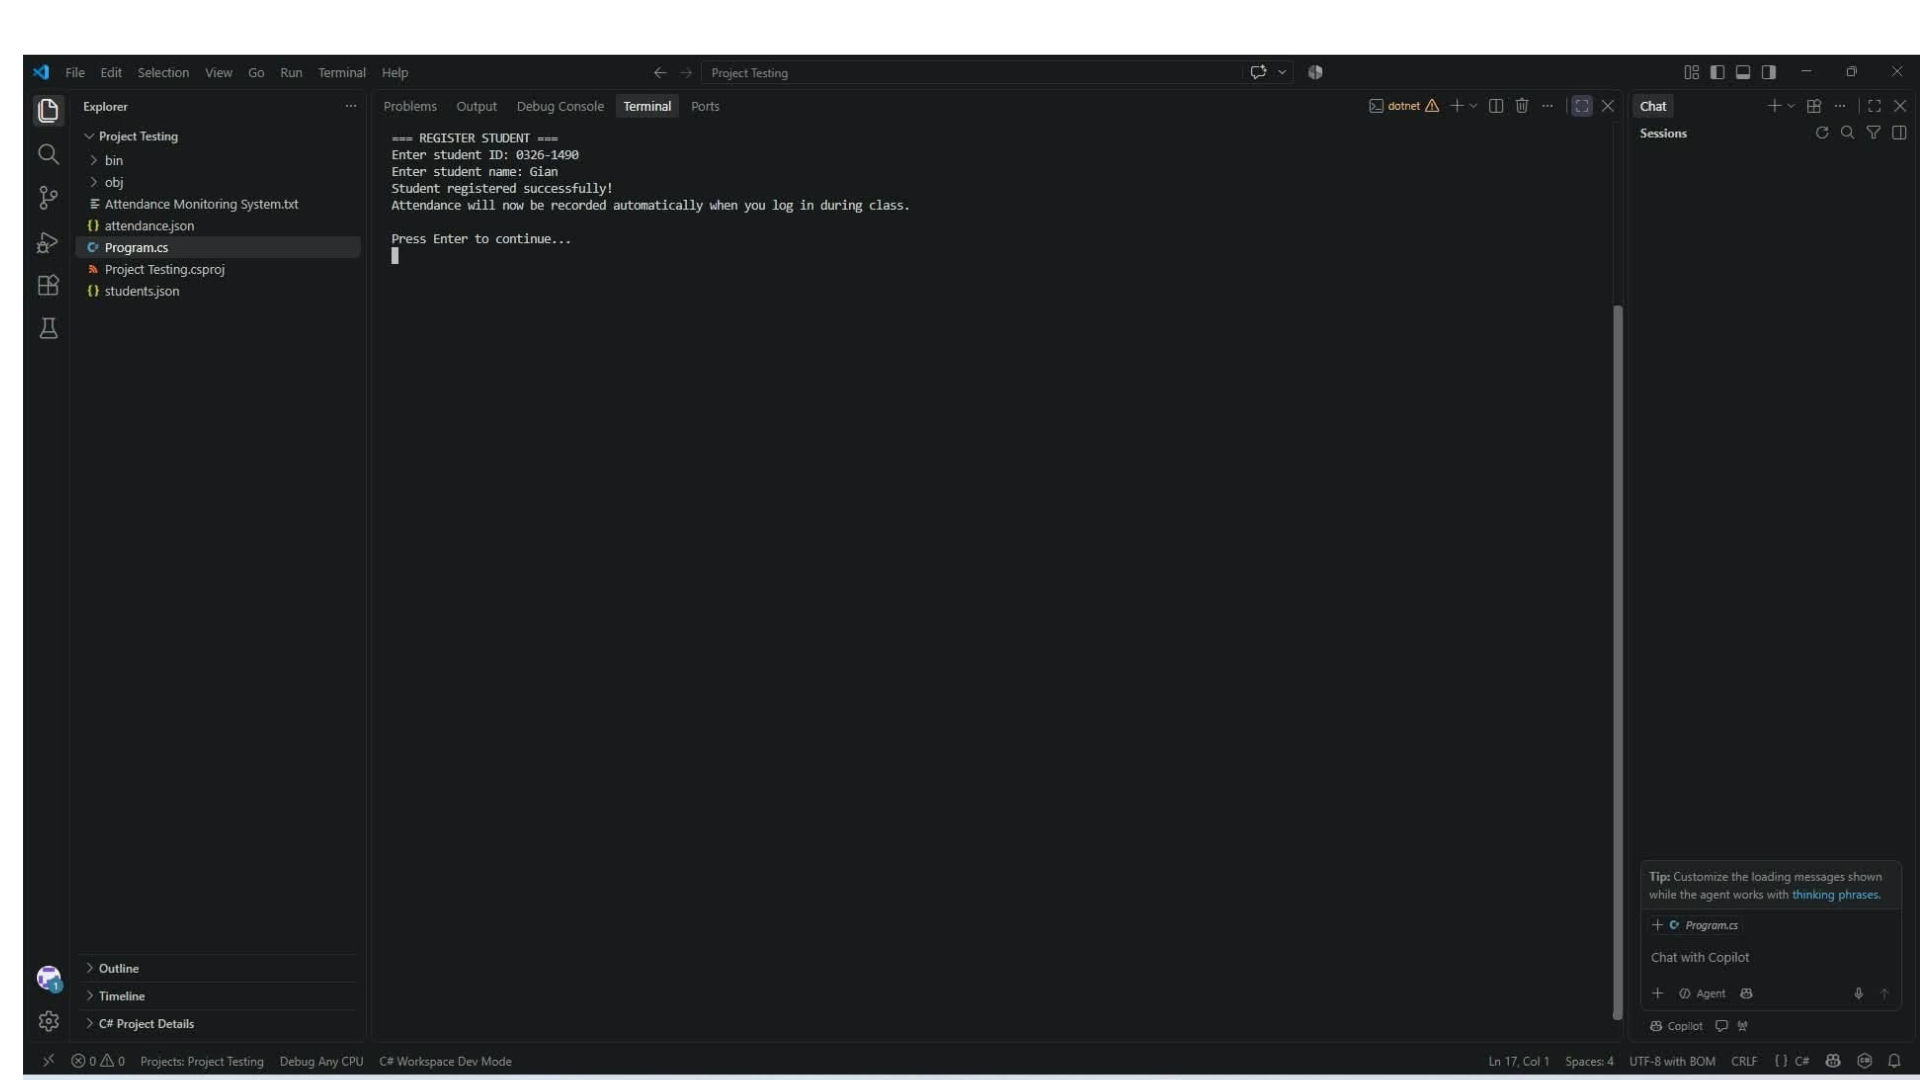 File Edit Selection View Go Run Terminal Help
Project Testing
Explorer
Project Testing
bin
obj
Attendance Monitoring System.txt
attendance.json
Program.cs
Project Testing.csproj
students.json
Outline
Timeline
C# Project Details
Problems Output Debug Console Terminal Ports
dotnet
=== REGISTER STUDENT ===
Enter student ID: 0326-1490
Enter student name: Gian
Student registered successfully!
Attendance will now be recorded automatically when you log in during class.
Press Enter to continue...
Chat
Sessions
Tip: Customize the loading messages shown
while the agent works with thinking phrases.
Program.cs
Chat with Copilot
Agent
Copilot
1
0 0 Projects: Project Testing Debug Any CPU C# Workspace Dev Mode
Ln 17, Col 1 Spaces: 4 UTF-8 with BOM CRLF {} C#